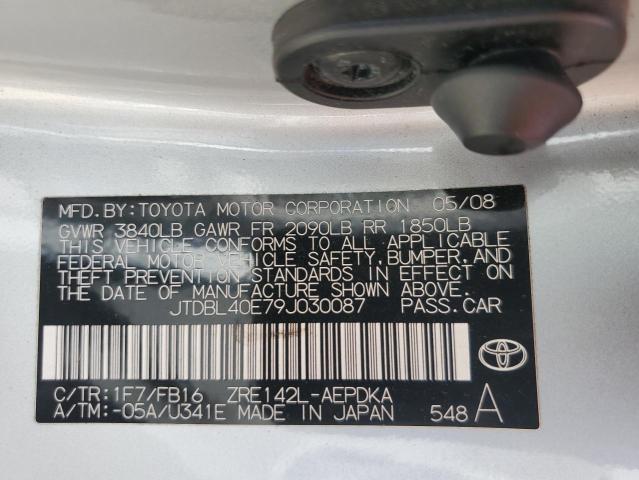 MFD.BY:TOYOTA MOTOR CORPORATION 05/08
GVWR 3840LB GAWR FR 2090LB RR 1850LB
THIS VEHICLE CONFORMS TO ALL APPLICABLE
FEDERAL MOTOR VEHICLE SAFETY, BUMPER, AND
THEFT PREVENTION STANDARDS IN EFFECT ON
THE DATE OF MANUFACTURE SHOWN ABOVE.
JTDBL40E79J030087 PASS.CAR
C/TR:1F7/FB16 ZRE142L-AEPDKA
A/TM:-05A/U341E MADE IN JAPAN 548 A